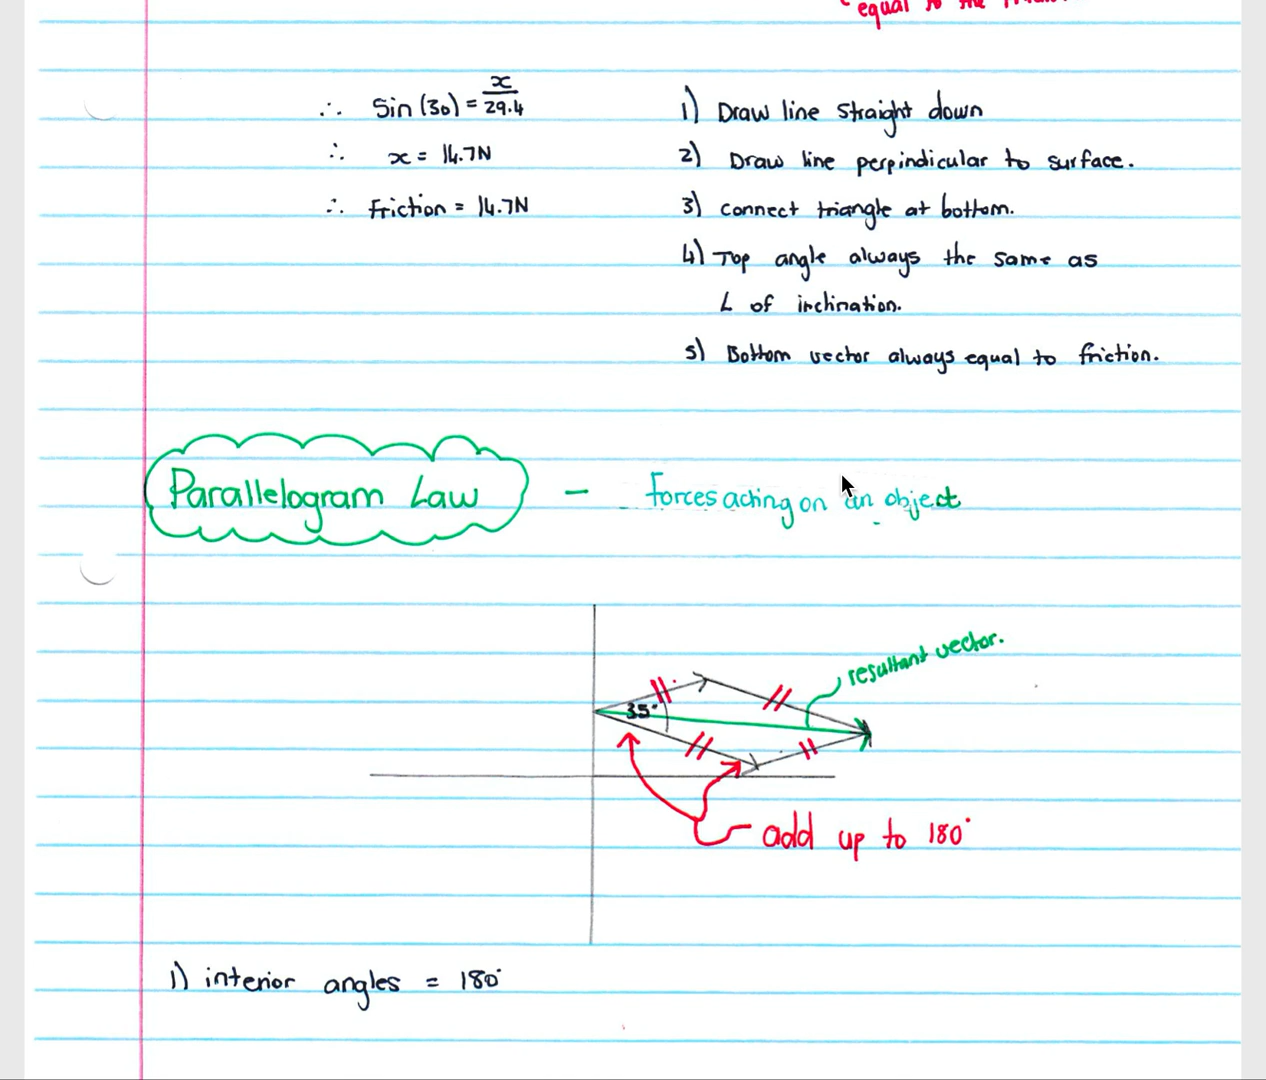 equal to the
∴ Sin (30) = x/29.4
∴ x = 14.7N
∴ Friction = 14.7N
1) Draw line straight down
2) Draw line perpindicular to surface.
3) connect triangle at bottom.
4) Top angle always the same as
∠ of inclination.
5) Bottom vector always equal to friction.
Parallelogram Law - Forces acting on an object
resultant vector.
35°
add up to 180°
1) interior angles = 180°